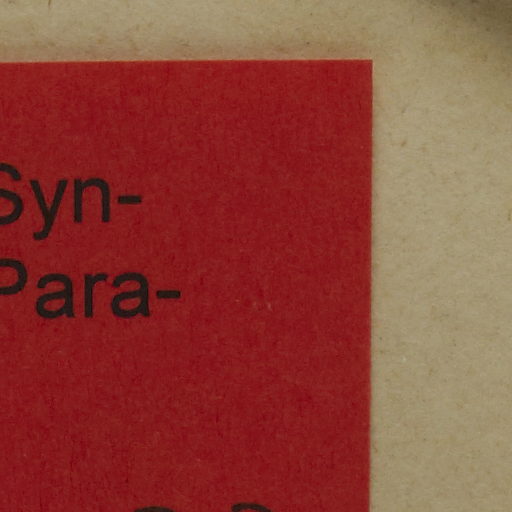 Syn-
Para-